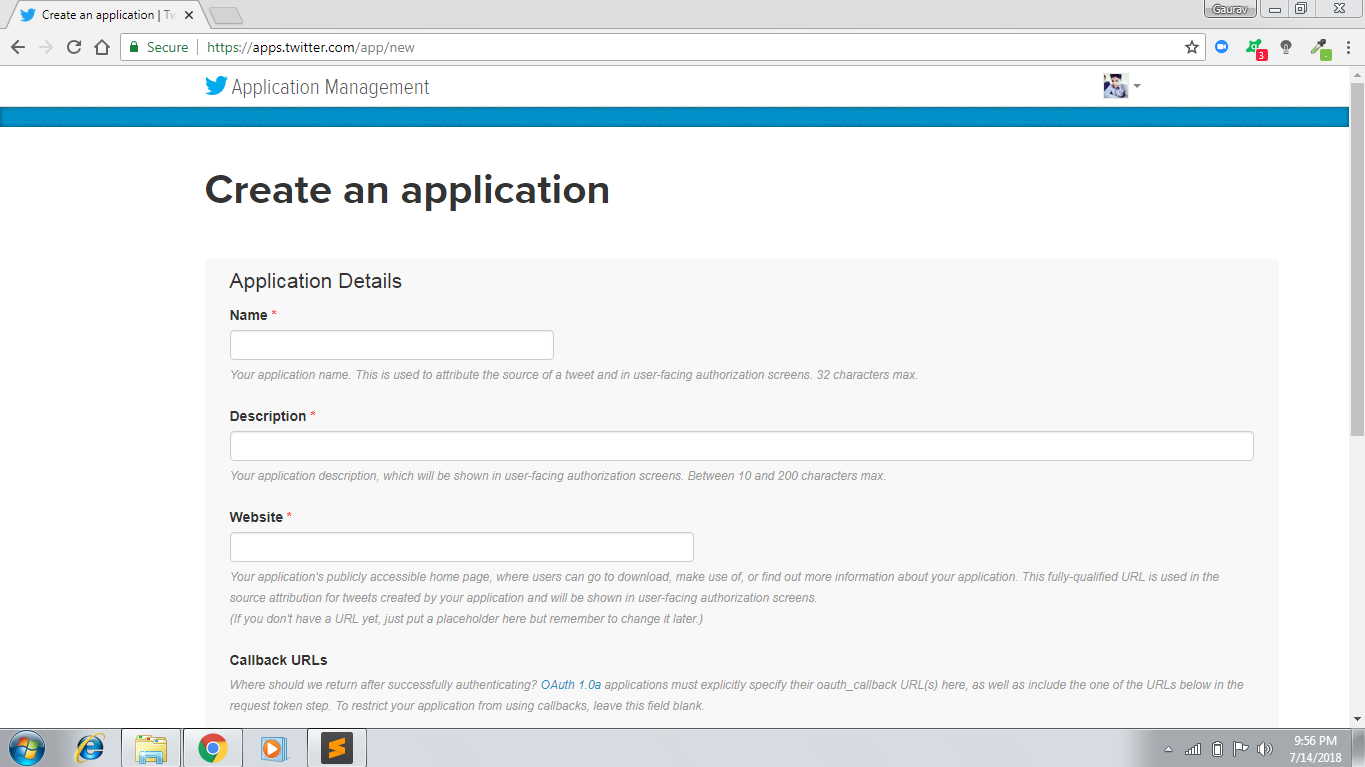 Create an application | Tw
Gaurav
Secure
https://apps.twitter.com/app/new
3
Application Management
Create an application
Application Details
Name *
Your application name. This is used to attribute the source of a tweet and in user-facing authorization screens. 32 characters max.
Description *
Your application description, which will be shown in user-facing authorization screens. Between 10 and 200 characters max.
Website *
Your application's publicly accessible home page, where users can go to download, make use of, or find out more information about your application. This fully-qualified URL is used in the
source attribution for tweets created by your application and will be shown in user-facing authorization screens.
(If you don't have a URL yet, just put a placeholder here but remember to change it later.)
Callback URLs
Where should we return after successfully authenticating? OAuth 1.0a applications must explicitly specify their oauth_callback URL(s) here, as well as include the one of the URLs below in the
request token step. To restrict your application from using callbacks, leave this field blank.
9:56 PM
7/14/2018